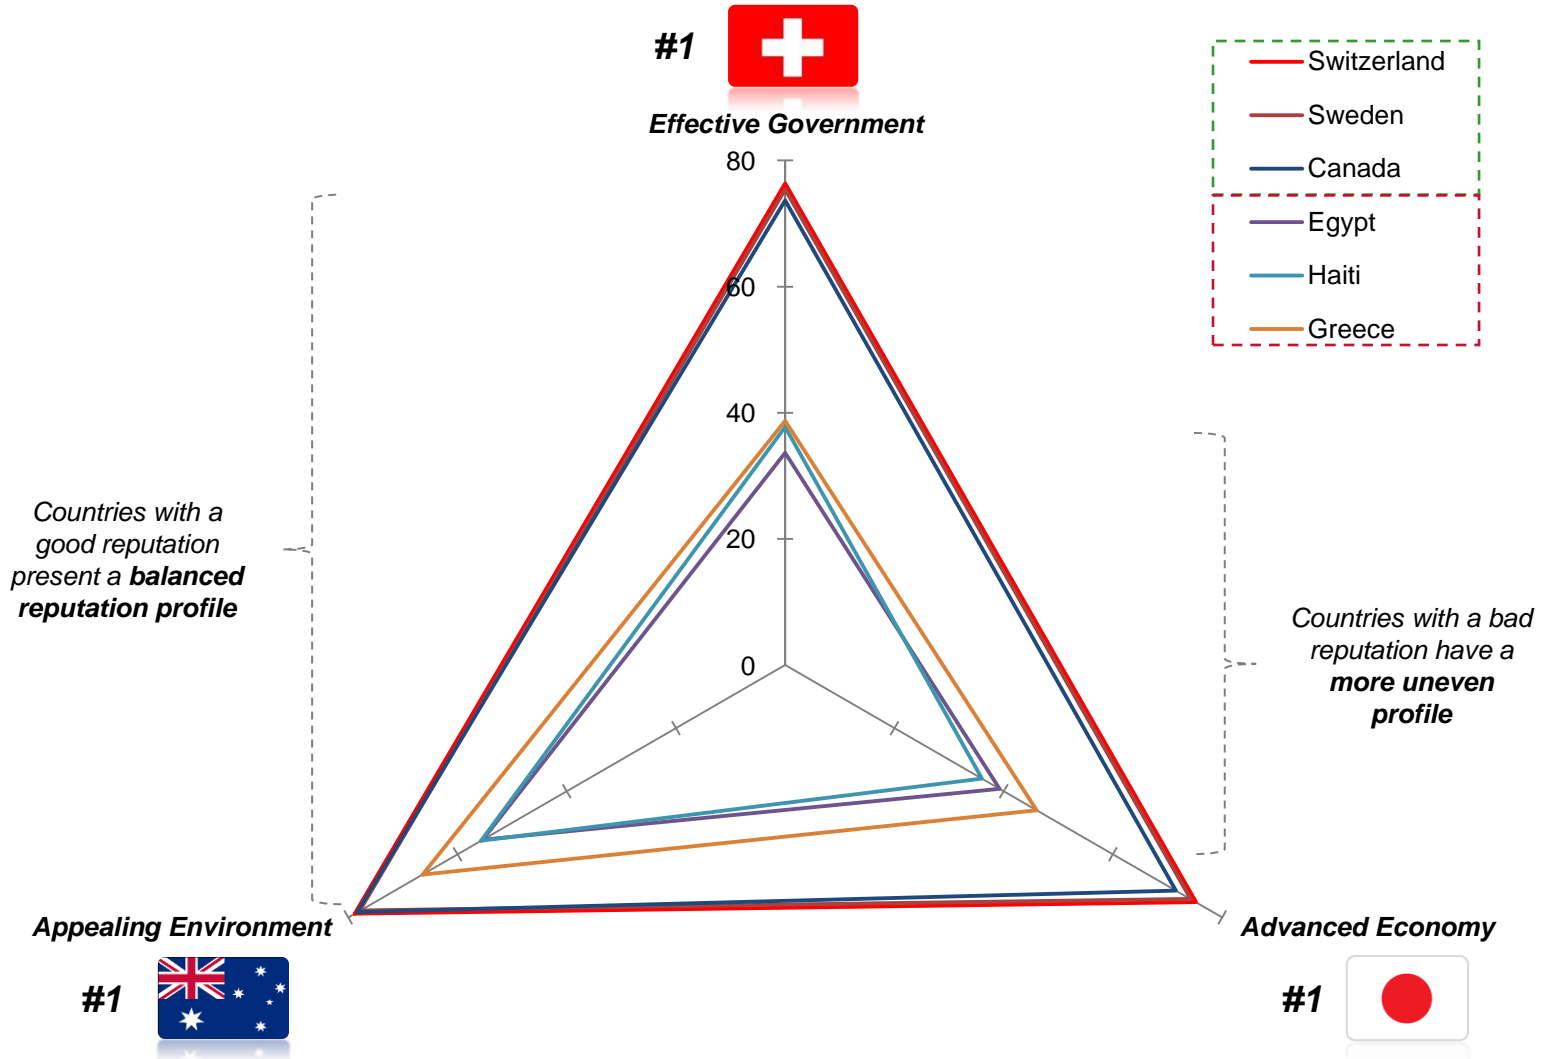 #1
Effective Government
Switzerland
Sweden
Canada
Egypt
Haiti
Greece
80
60
40
20
0
Countries with a
good reputation
present a balanced
reputation profile
Countries with a bad
reputation have a
more uneven
profile
Appealing Environment
#1
Advanced Economy
#1